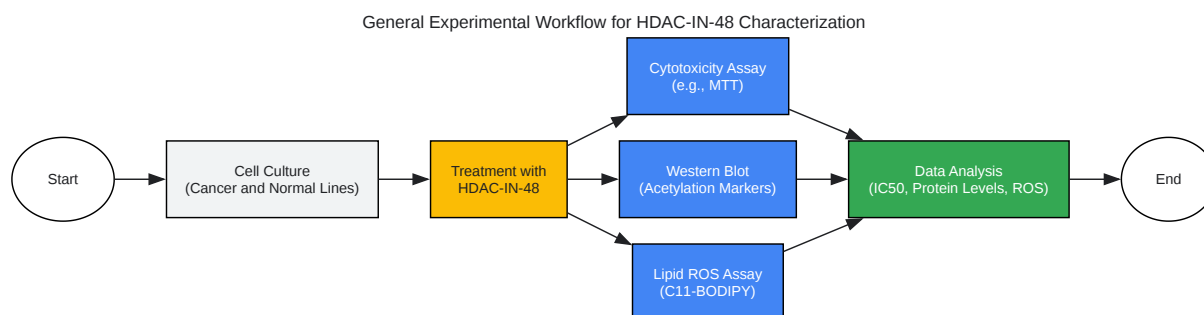 General Experimental Workflow for HDAC-IN-48 Characterization
Start
Cell Culture
(Cancer and Normal Lines)
Treatment with
HDAC-IN-48
Cytotoxicity Assay
(e.g., MTT)
Western Blot
(Acetylation Markers)
Lipid ROS Assay
(C11-BODIPY)
Data Analysis
(IC50, Protein Levels, ROS)
End